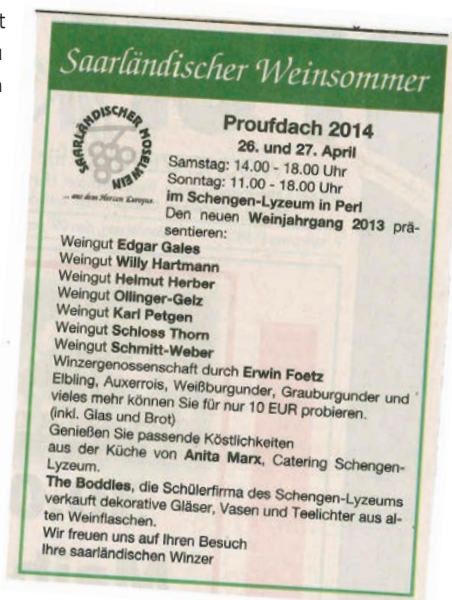 t
u
n
Saarländischer Weinsommer
SAARLÄNDISCHER MOSELWEIN
... aus dem Herzen Europas
Proufdach 2014
26. und 27. April
Samstag: 14.00 - 18.00 Uhr
Sonntag: 11.00 - 18.00 Uhr
im Schengen-Lyzeum in Perl
Den neuen Weinjahrgang 2013 prä-
sentieren:
Weingut Edgar Gales
Weingut Willy Hartmann
Weingut Helmut Herber
Weingut Ollinger-Gelz
Weingut Karl Petgen
Weingut Schloss Thorn
Weingut Schmitt-Weber
Winzergenossenschaft durch Erwin Foetz
Elbling, Auxerrois, Weißburgunder, Grauburgunder und
vieles mehr können Sie für nur 10 EUR probieren.
(inkl. Glas und Brot)
Genießen Sie passende Köstlichkeiten
aus der Küche von Anita Marx, Catering Schengen-
Lyzeum.
The Boddles, die Schülerfirma des Schengen-Lyzeums
verkauft dekorative Gläser, Vasen und Teelichter aus al-
ten Weinflaschen.
Wir freuen uns auf Ihren Besuch
Ihre saarländischen Winzer